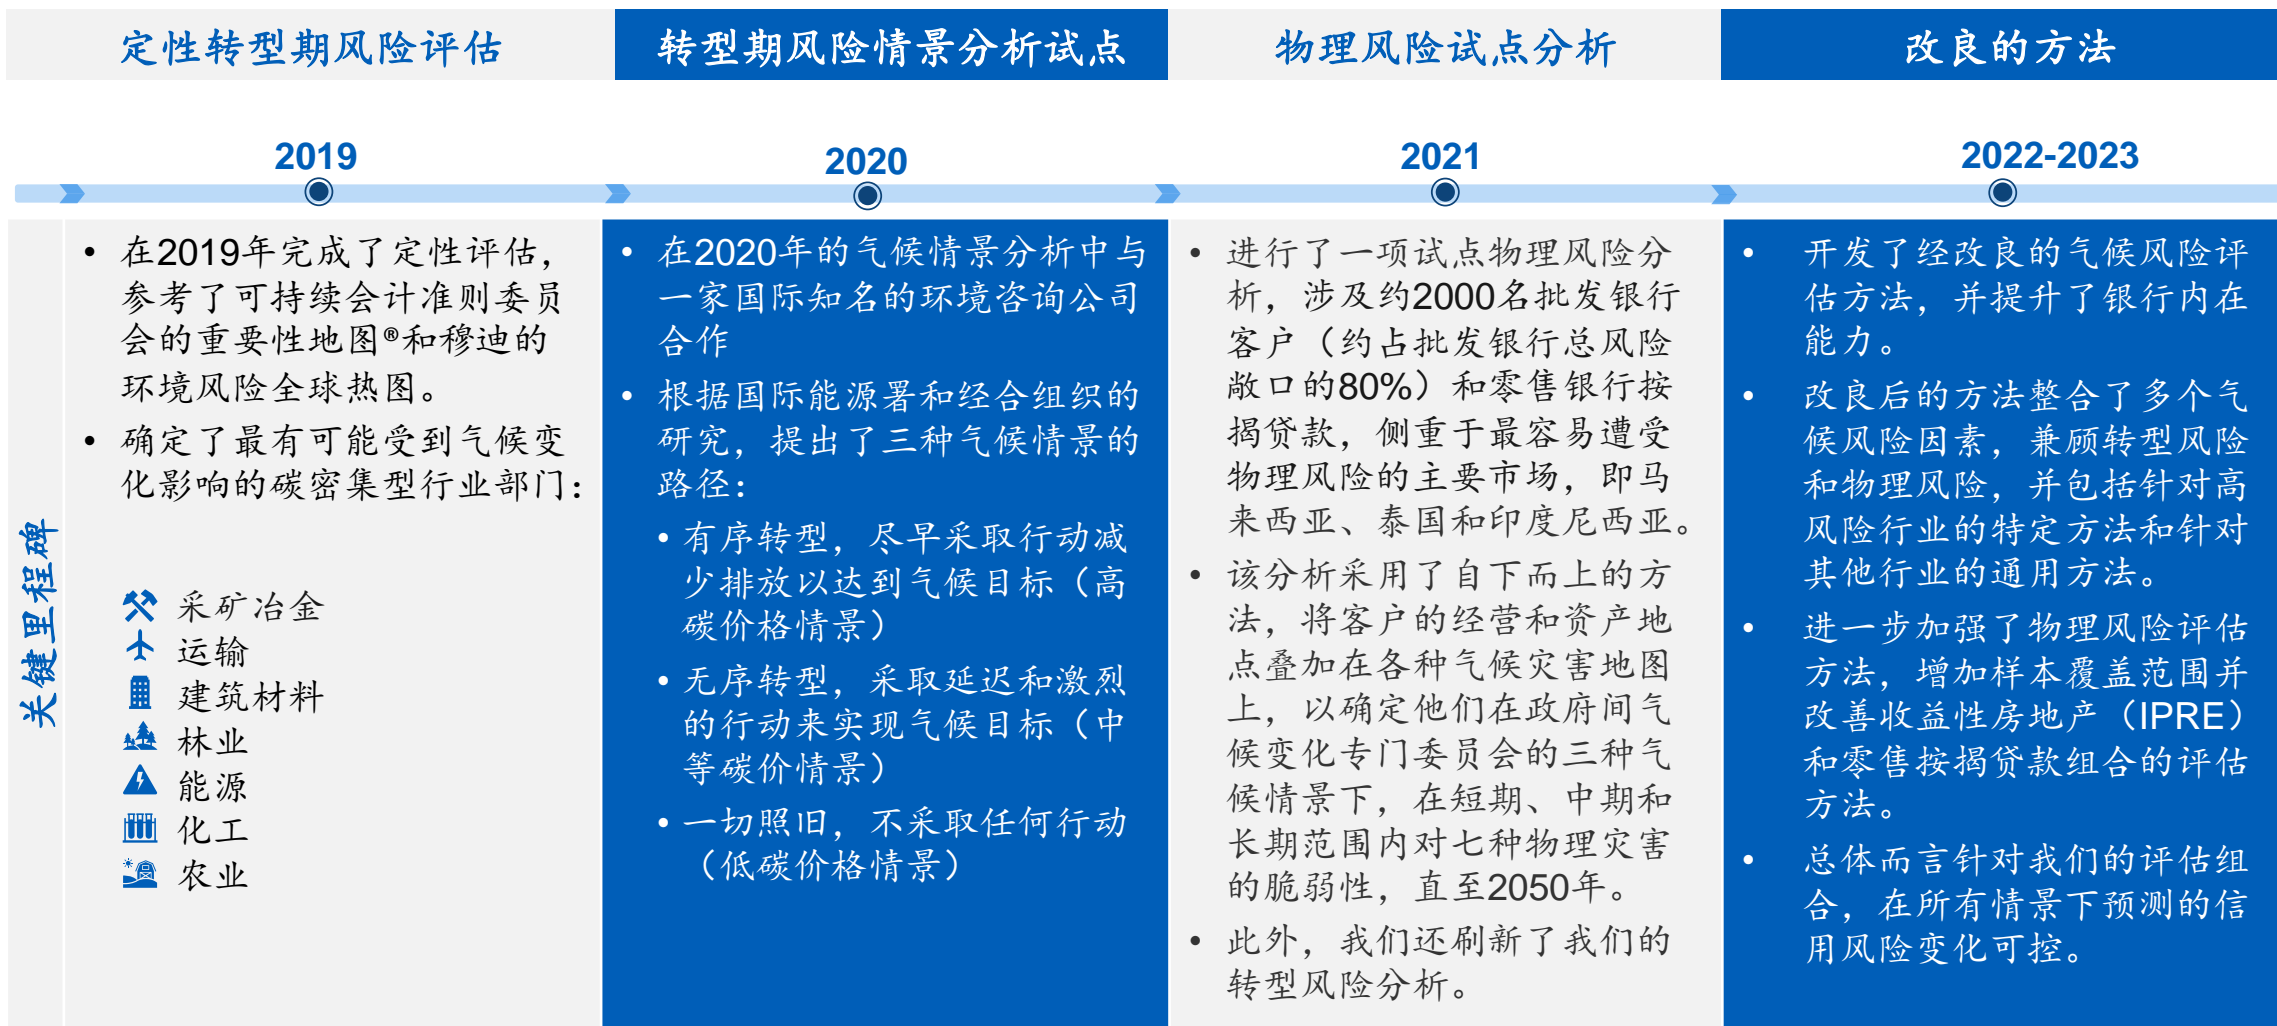 定性转型期风险评估
转型期风险情景分析试点
物理风险试点分析
改良的方法
2019
2020
2021
2022-2023
关键里程碑
• 在2019年完成了定性评估，
参考了可持续会计准则委员
会的重要性地图®和穆迪的
环境风险全球热图。
• 确定了最有可能受到气候变
化影响的碳密集型行业部门：
采矿冶金
运输
建筑材料
林业
能源
化工
农业
• 在2020年的气候情景分析中与
一家国际知名的环境咨询公司
合作
• 根据国际能源署和经合组织的
研究，提出了三种气候情景的
路径：
• 有序转型，尽早采取行动减
少排放以达到气候目标（高
碳价格情景）
• 无序转型，采取延迟和激烈
的行动来实现气候目标（中
等碳价情景）
• 一切照旧，不采取任何行动
（低碳价格情景）
• 进行了一项试点物理风险分
析，涉及约2000名批发银行
客户（约占批发银行总风险
敞口的80%）和零售银行按
揭贷款，侧重于最容易遭受
物理风险的主要市场，即马
来西亚、泰国和印度尼西亚。
• 该分析采用了自下而上的方
法，将客户的经营和资产地
点叠加在各种气候灾害地图
上，以确定他们在政府间气
候变化专门委员会的三种气
候情景下，在短期、中期和
长期范围内对七种物理灾害
的脆弱性，直至2050年。
• 此外，我们还刷新了我们的
转型风险分析。
• 开发了经改良的气候风险评
估方法，并提升了银行内在
能力。
• 改良后的方法整合了多个气
候风险因素，兼顾转型风险
和物理风险，并包括针对高
风险行业的特定方法和针对
其他行业的通用方法。
• 进一步加强了物理风险评估
方法，增加样本覆盖范围并
改善收益性房地产（IPRE）
和零售按揭贷款组合的评估
方法。
• 总体而言针对我们的评估组
合，在所有情景下预测的信
用风险变化可控。